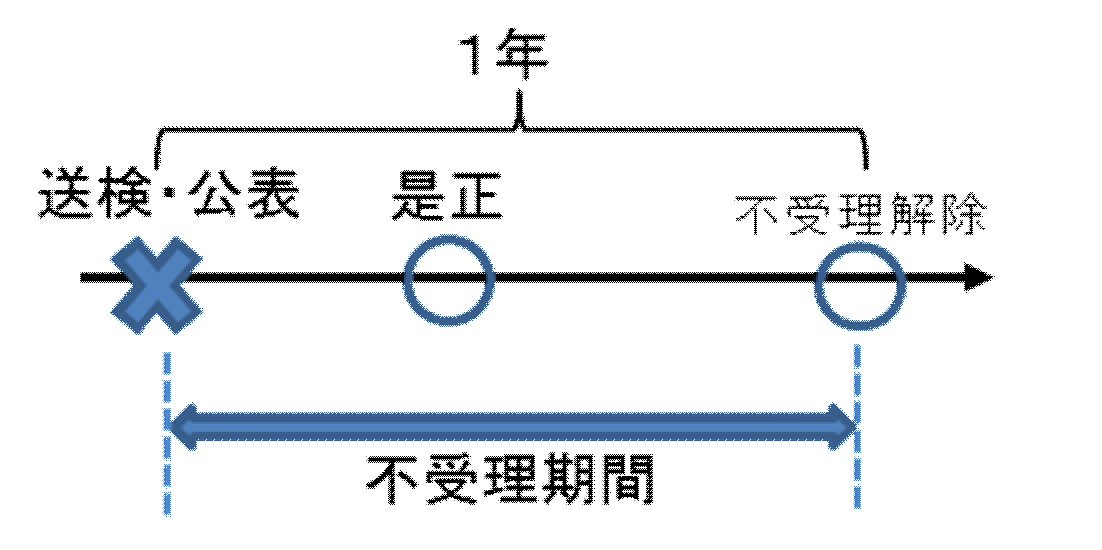 １年
送検・公表
是正
不受理解除
不受理期間